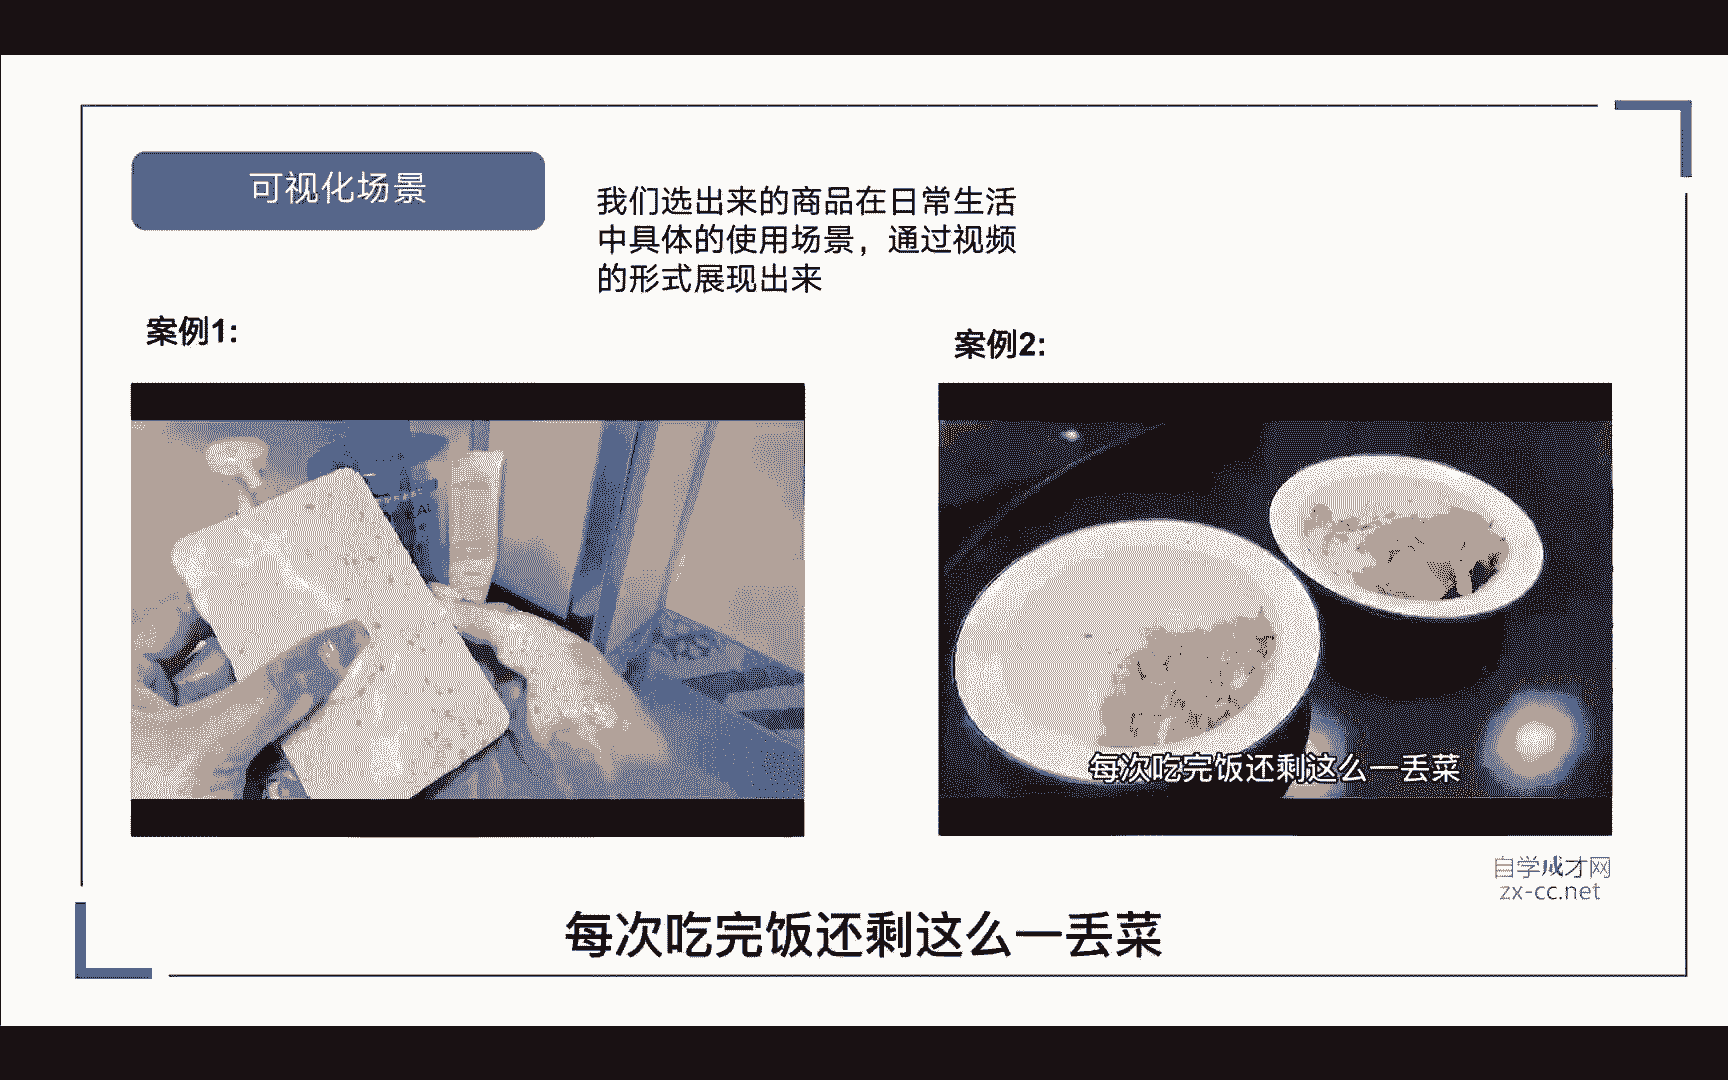 可视化场景
我们选出来的商品在日常生活
中具体的使用场景，通过视频
的形式展现出来
案例1:
案例2:
每次吃完饭还剩这么一丢菜
自学成才网
zx-cc.net
每次吃完饭还剩这么一丢菜